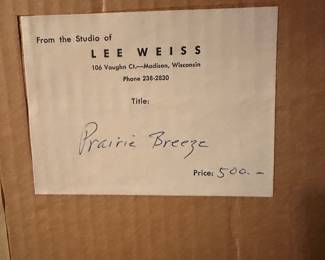 From the Studio of
LEE WEISS
106 Vaughn Ct.—Madison, Wisconsin
Phone 238-2830
Title:
Prairie Breeze
Price: 500.-